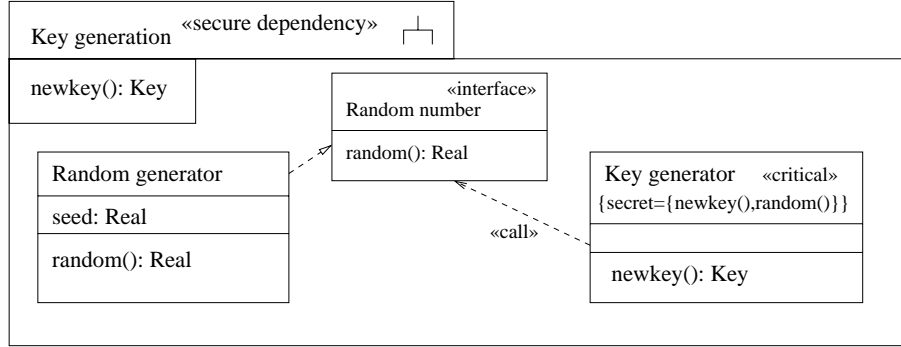 Key generation «secure dependency»
newkey(): Key
«interface»
Random number
random(): Real
Random generator
seed: Real
random(): Real
Key generator «critical»
{secret={newkey(),random()}}
«call»
newkey(): Key